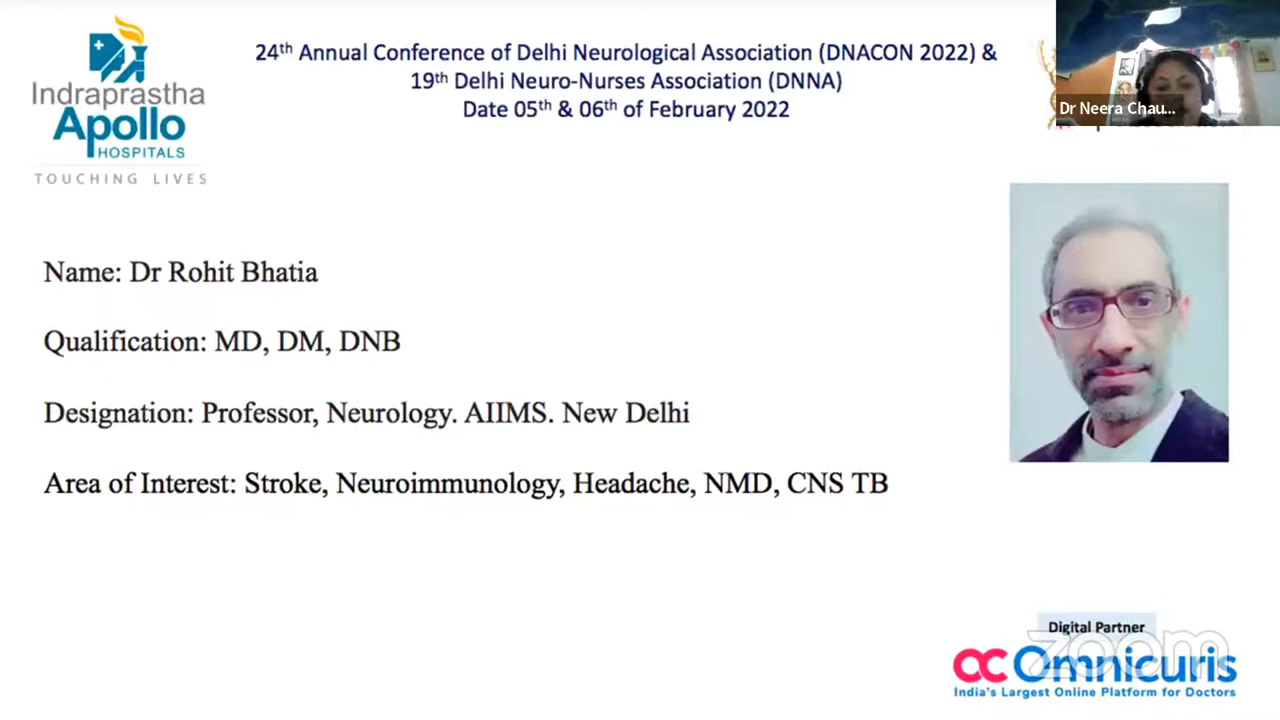 Indraprastha
Apollo
HOSPITALS
TOUCHING LIVES
24th Annual Conference of Delhi Neurological Association (DNACON 2022) &
19th Delhi Neuro-Nurses Association (DNNA)
Date 05th & 06th of February 2022
Dr Neera Chau...
Name: Dr Rohit Bhatia
Qualification: MD, DM, DNB
Designation: Professor, Neurology. AIIMS. New Delhi
Area of Interest: Stroke, Neuroimmunology, Headache, NMD, CNS TB
Digital Partner
zoom
Omnicuris
India's Largest Online Platform for Doctors